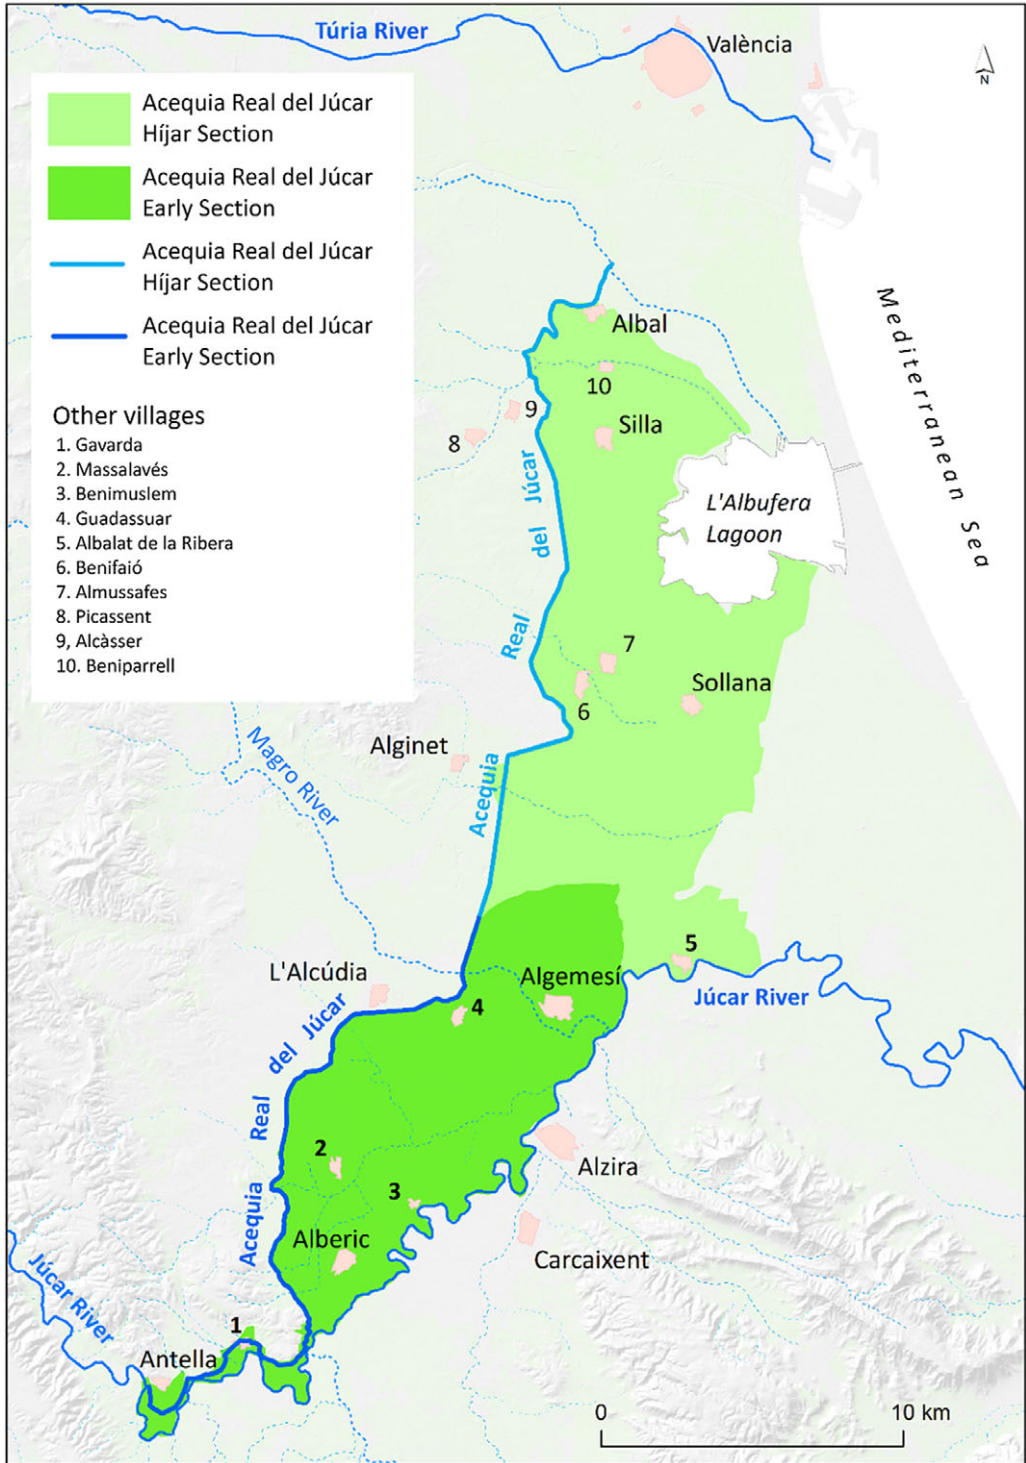 Túria River
València
N
Acequia Real del Júcar
Híjar Section
Acequia Real del Júcar
Early Section
Acequia Real del Júcar
Híjar Section
Acequia Real del Júcar
Early Section
Other villages
1. Gavarda
2. Massalavés
3. Benimuslem
4. Guadassuar
5. Albalat de la Ribera
6. Benifaió
7. Almussafes
8. Picassent
9, Alcàsser
10. Beniparrell
Mediterranean Sea
Albal
10
9
8
Silla
L'Albufera
Lagoon
Acequia Real del Júcar
7
6
Sollana
Alginet
Magro River
5
Júcar River
L'Alcúdia
Algemesí
4
Acequia Real del Júcar
2
3
Alzira
Alberic
Carcaixent
Júcar River
1
Antella
0
10 km